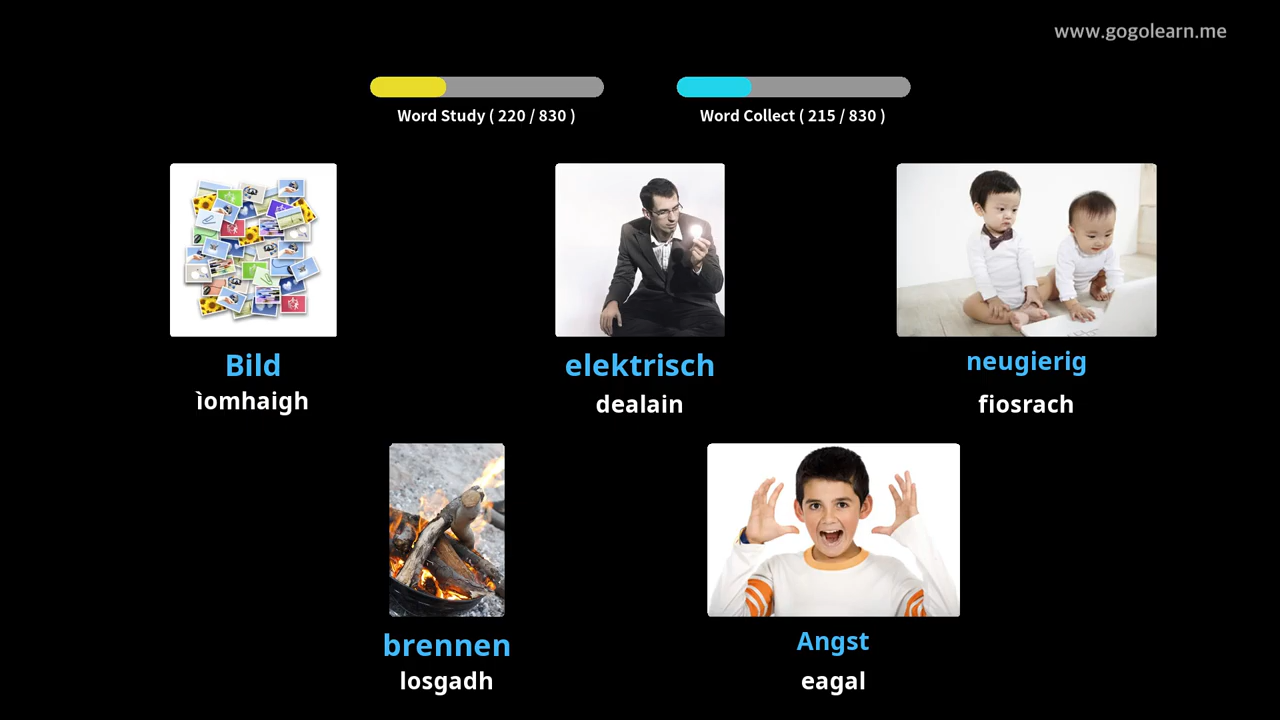 www.gogolearn.me
Word Study ( 220 / 830 )
Word Collect ( 215 / 830 )
Bild
ìomhaigh
elektrisch
dealain
neugierig
fiosrach
brennen
losgadh
Angst
eagal